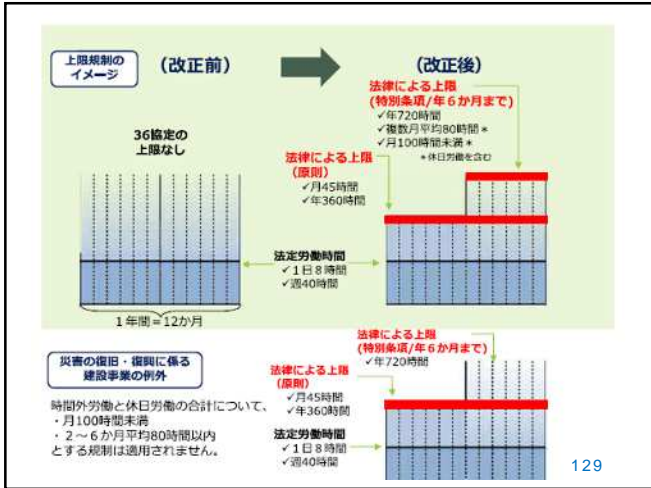 上限規制の
イメージ
（改正前）
（改正後）
法律による上限
(特別条項/年６か月まで)
✓年720時間
✓複数月平均80時間＊
✓月100時間未満＊
＊休日労働を含む
36協定の
上限なし
法律による上限
（原則）
✓月45時間
✓年360時間
法定労働時間
✓１日８時間
✓週40時間
１年間＝12か月
災害の復旧・復興に係る
建設事業の例外
時間外労働と休日労働の合計について、
・月100時間未満
・２～６か月平均80時間以内
とする規制は適用されません。
法律による上限
(特別条項/年６か月まで)
✓年720時間
法律による上限
（原則）
✓月45時間
✓年360時間
法定労働時間
✓１日８時間
✓週40時間
129